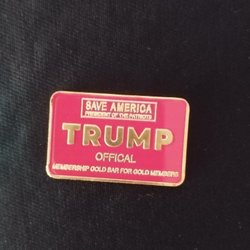 SAVE AMERICA
PRESIDENT OF THE PATRIOTS
TRUMP
OFFICAL
MEMBERSHIP GOLD BAR FOR GOLD MEMBERS